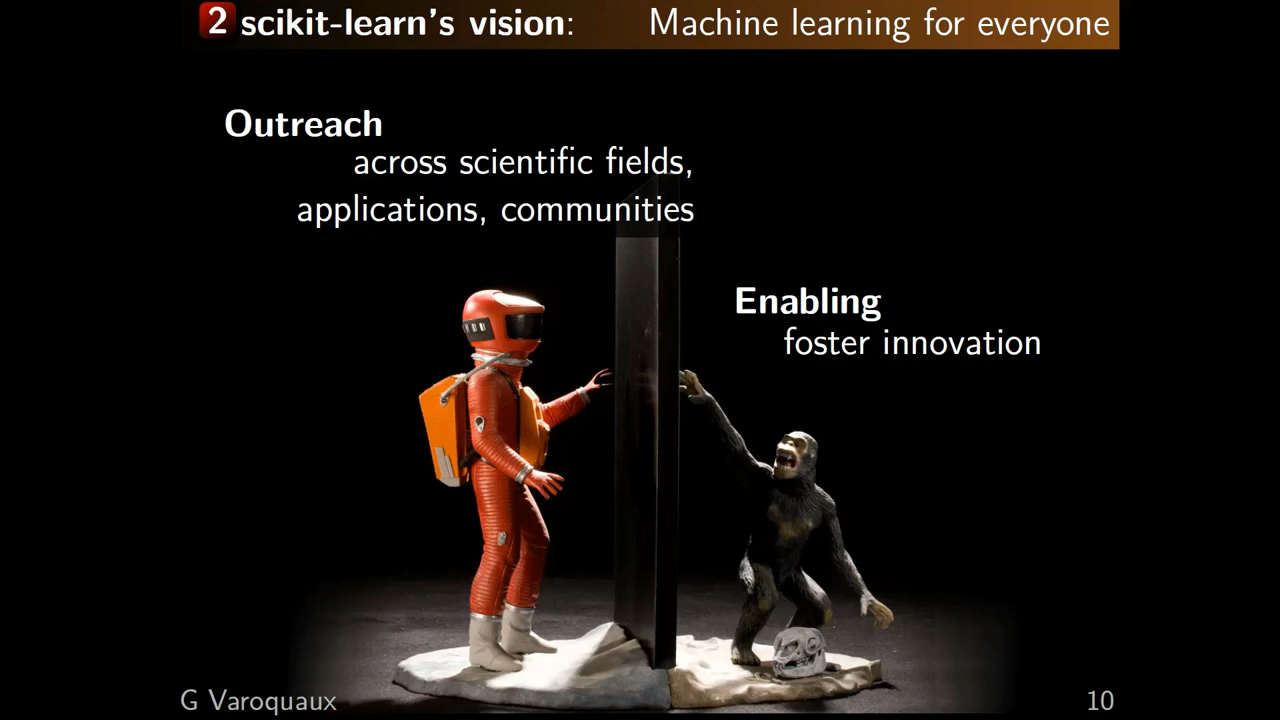 2 scikit-learn's vision: Machine learning for everyone
Outreach
across scientific fields,
applications, communities
Enabling
foster innovation
G Varoquaux 10